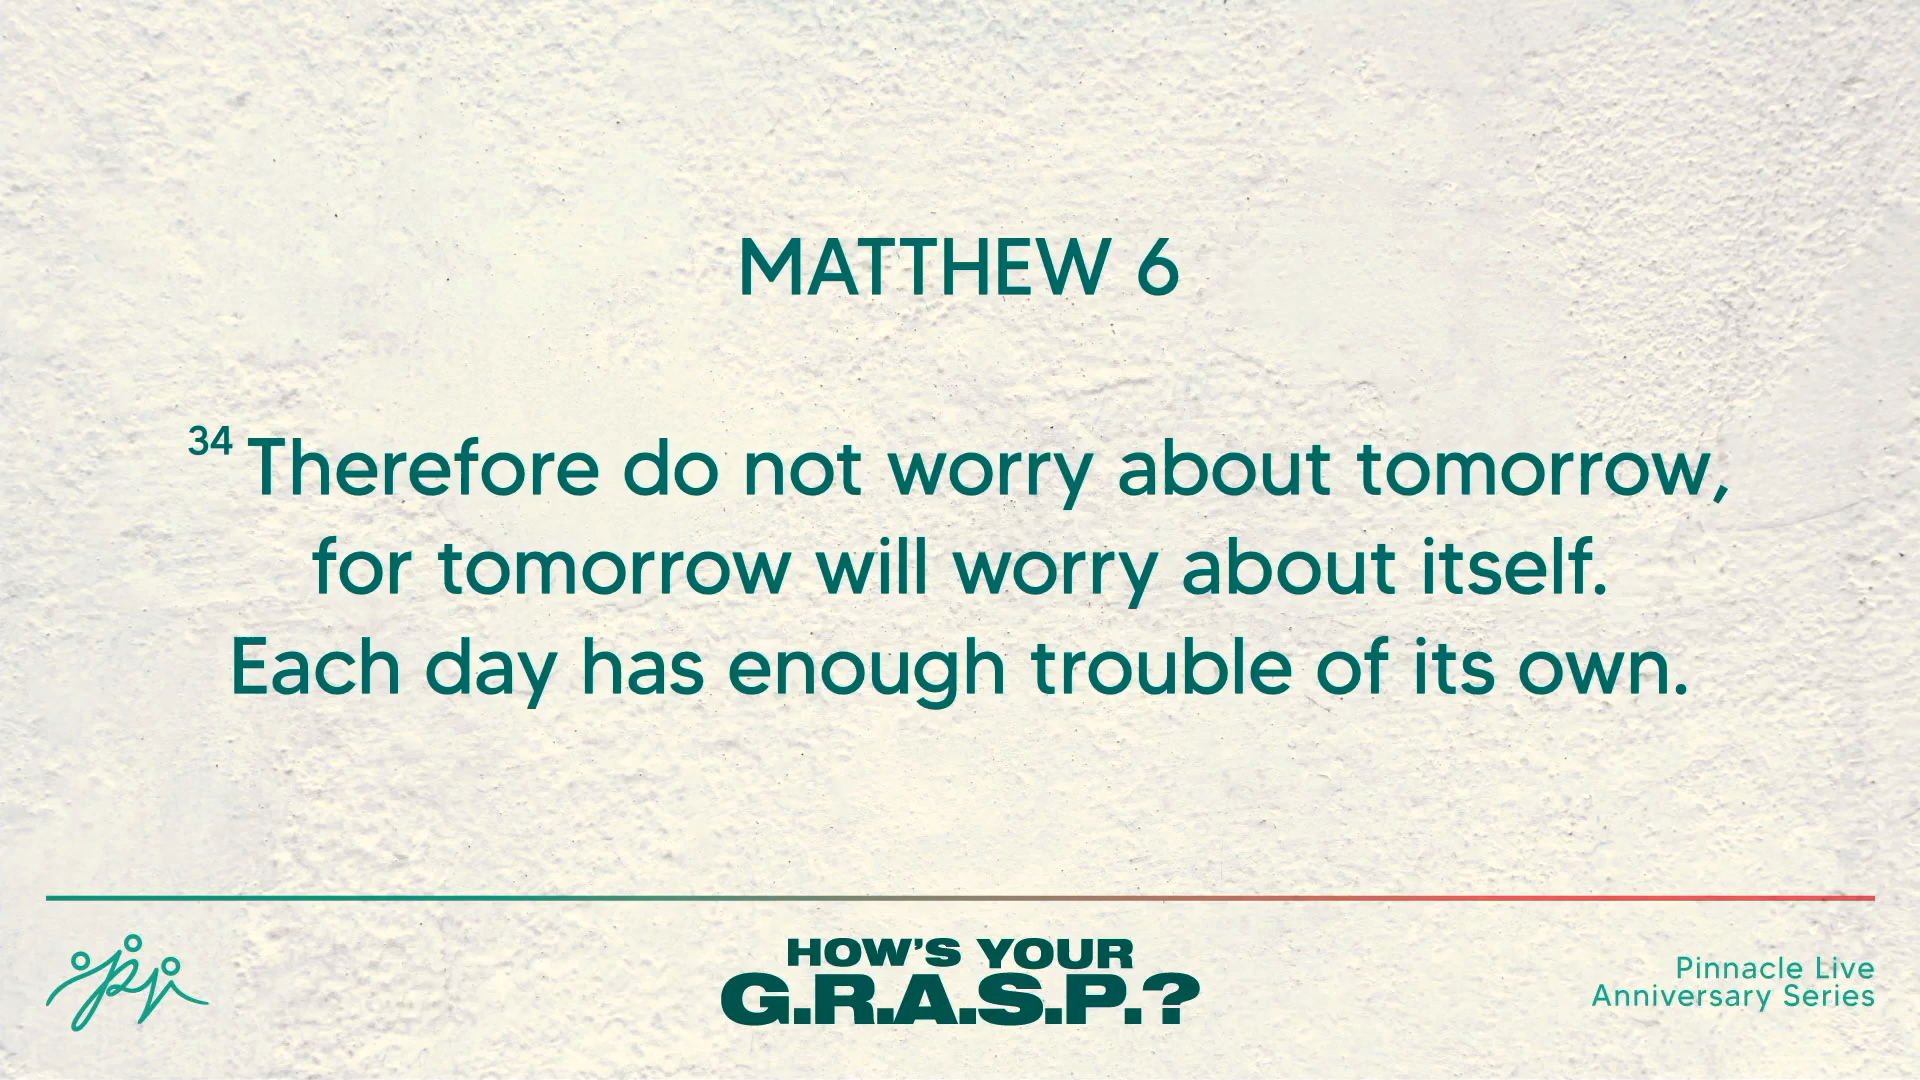 MATTHEW 6
34 Therefore do not worry about tomorrow,
for tomorrow will worry about itself.
Each day has enough trouble of its own.
HOW'S YOUR
G.R.A.S.P.?
Pinnacle Live
Anniversary Series